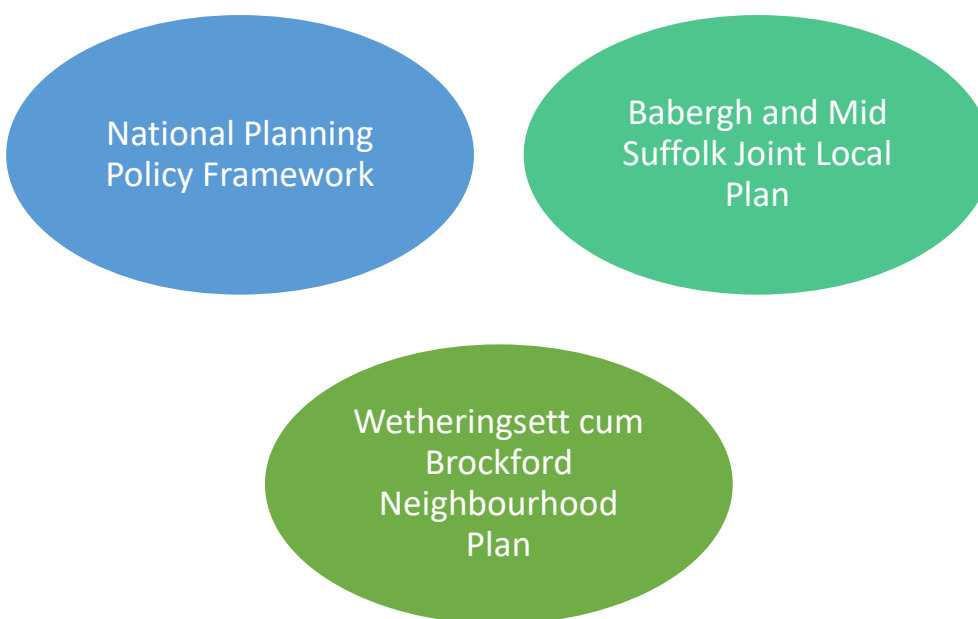 National Planning
Policy Framework
Babergh and Mid
Suffolk Joint Local
Plan
Wetheringsett cum
Brockford
Neighbourhood
Plan